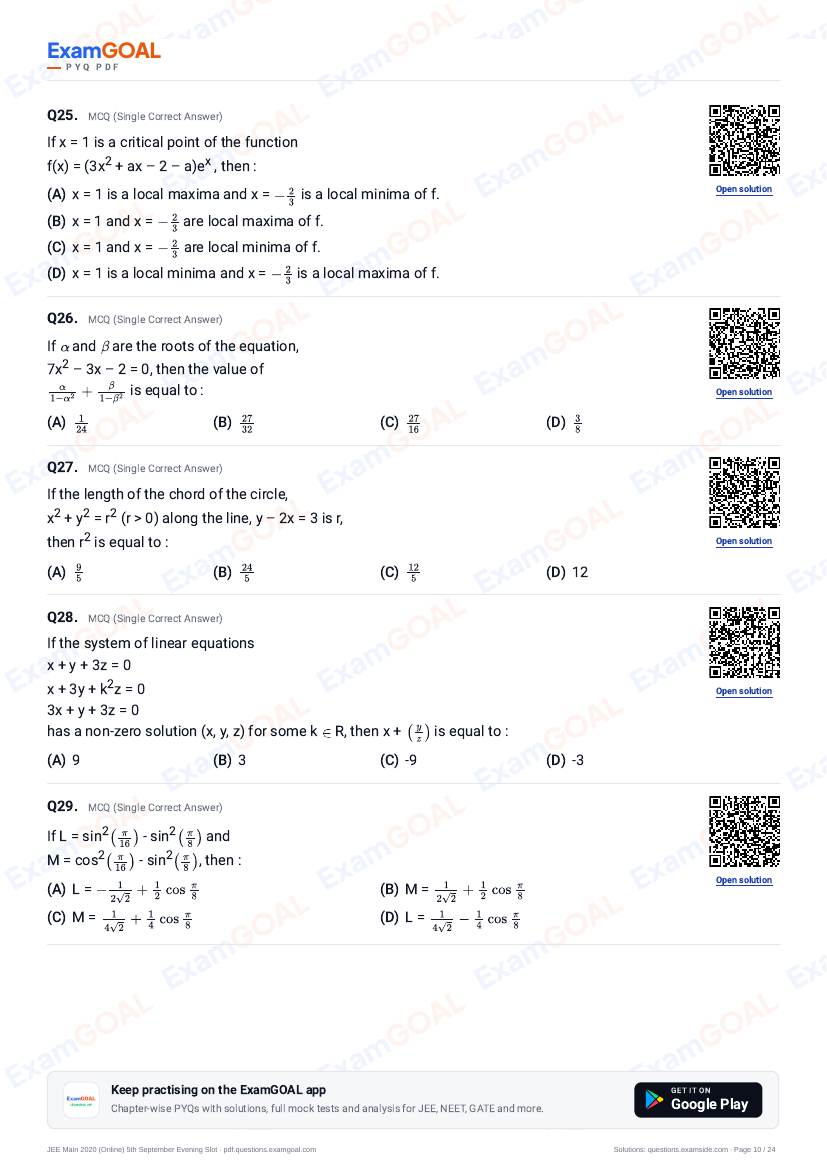 ExamGOAL
PYQ PDF
Q25. MCQ (Single Correct Answer)
If x = 1 is a critical point of the function
f(x) = (3x² + ax − 2 − a)eˣ , then :
(A) x = 1 is a local maxima and x = −2/3 is a local minima of f.
(B) x = 1 and x = −2/3 are local maxima of f.
(C) x = 1 and x = −2/3 are local minima of f.
(D) x = 1 is a local minima and x = −2/3 is a local maxima of f.
Open solution
Q26. MCQ (Single Correct Answer)
If α and β are the roots of the equation,
7x² − 3x − 2 = 0, then the value of
α/(1−α²) + β/(1−β²) is equal to :
(A) 1/24 (B) 27/32 (C) 27/16 (D) 3/8
Open solution
Q27. MCQ (Single Correct Answer)
If the length of the chord of the circle,
x² + y² = r² (r > 0) along the line, y − 2x = 3 is r,
then r² is equal to :
(A) 9/5 (B) 24/5 (C) 12/5 (D) 12
Open solution
Q28. MCQ (Single Correct Answer)
If the system of linear equations
x + y + 3z = 0
x + 3y + k²z = 0
3x + y + 3z = 0
has a non-zero solution (x, y, z) for some k ∈ R, then x + (y/z) is equal to :
(A) 9 (B) 3 (C) -9 (D) -3
Open solution
Q29. MCQ (Single Correct Answer)
If L = sin²(π/16) - sin²(π/8) and
M = cos²(π/16) - sin²(π/8), then :
(A) L = −1/(2√2) + 1/2 cos π/8 (B) M = 1/(2√2) + 1/2 cos π/8
(C) M = 1/(4√2) + 1/4 cos π/8 (D) L = 1/(4√2) − 1/4 cos π/8
Open solution
Keep practising on the ExamGOAL app
Chapter-wise PYQs with solutions, full mock tests and analysis for JEE, NEET, GATE and more.
GET IT ON
Google Play
JEE Main 2020 (Online) 5th September Evening Slot · pdf.questions.examgoal.com
Solutions: questions.examside.com · Page 10 / 24